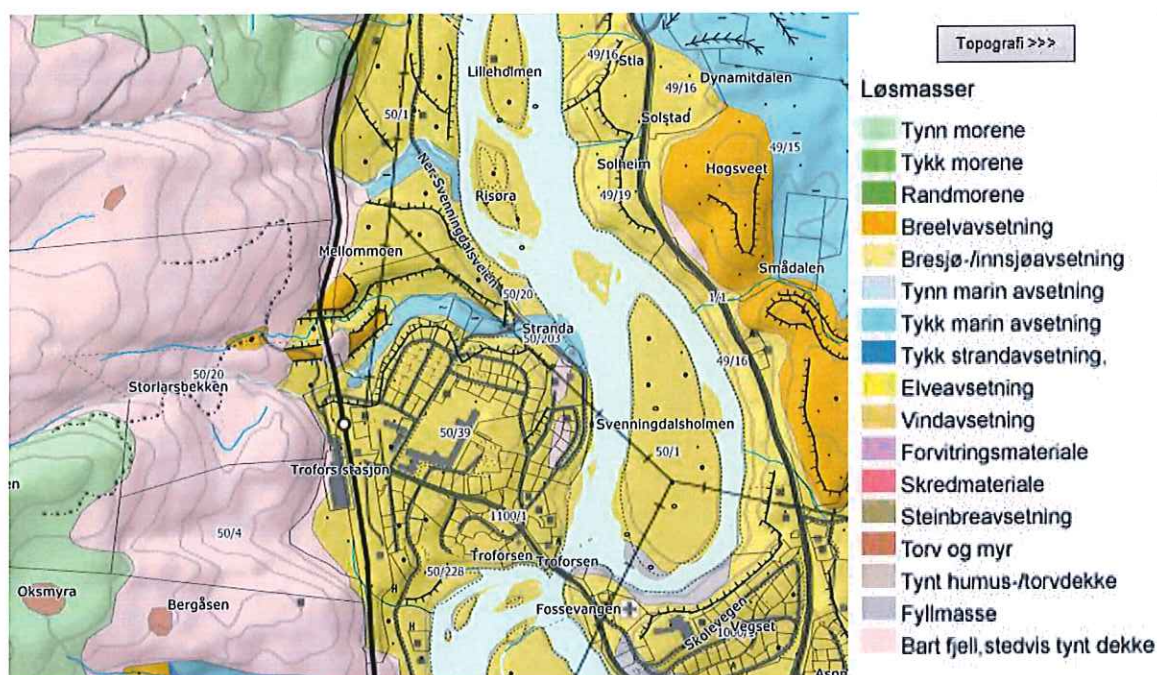 Lilleholmen
49/16
Stia
Dynamitdalen
49/16
50/1
Solstad
49/15
Ner-Svenningdalsveien
Solheim
Høgsveet
Risøra
49/19
Mellommoen
Smådalen
50/20
1/1
Stranda
50/203
49/16
50/20
Storlarsbekken
Svenningdalsholmen
50/39
50/1
Trofors stasjon
1100/1
50/4
Troforsen
Troforsen
50/228
Oksmyra
Bergåsen
Fossevangen
Skolevegen
Vegset
Topografi >>>
Løsmasser
Tynn morene
Tykk morene
Randmorene
Breelvavsetning
Bresjø-/innsjøavsetning
Tynn marin avsetning
Tykk marin avsetning
Tykk strandavsetning,
Elveavsetning
Vindavsetning
Forvitringsmateriale
Skredmateriale
Steinbreavsetning
Torv og myr
Tynt humus-/torvdekke
Fyllmasse
Bart fjell,stedvis tynt dekke